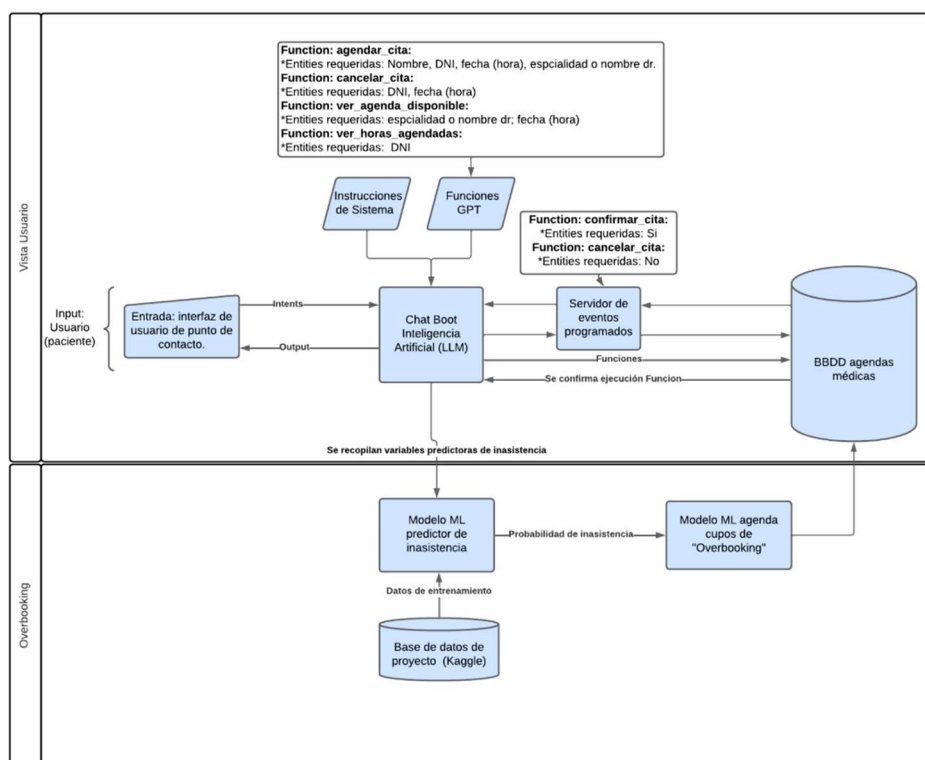 Vista Usuario
Function: agendar_cita:
*Entities requeridas: Nombre, DNI, fecha (hora), espcialidad o nombre dr.
Function: cancelar_cita:
*Entities requeridas: DNI, fecha (hora)
Function: ver_agenda_disponible:
*Entities requeridas: espcialidad o nombre dr; fecha (hora)
Function: ver_horas_agendadas:
*Entities requeridas:  DNI
Instrucciones
de Sistema
Funciones
GPT
Function: confirmar_cita:
*Entities requeridas: Si
Function: cancelar_cita:
*Entities requeridas: No
Input:
Usuario
(paciente)
Entrada: interfaz de
usuario de punto de
contacto.
Intents
Output
Chat Boot
Inteligencia
Artificial (LLM)
Servidor de
eventos
programados
Funciones
Se confirma ejecución Funcion
BBDD agendas
médicas
Se recopilan variables predictoras de inasistencia
Overbooking
Modelo ML
predictor de
inasistencia
Probabilidad de inasistencia
Modelo ML agenda
cupos de
"Overbooking"
Datos de entrenamiento
Base de datos de
proyecto  (Kaggle)